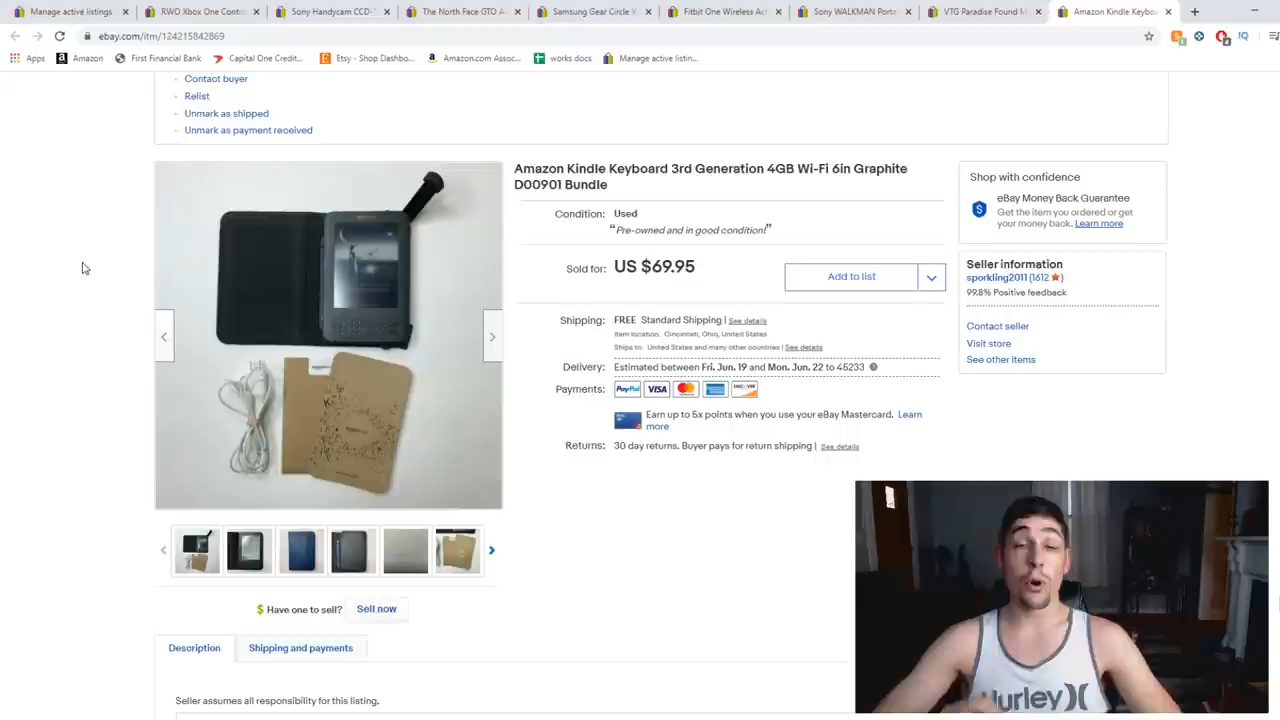 Manage active listings
RWO Xbox One Contr
Sony Handycam CCD-
The North Face GTO A
Samsung Gear Circle
Fitbit One Wireless Ac
Sony WALKMAN Porta
VTG Paradise Found M
Amazon Kindle Keybo
ebay.com/itm/124215842869
Apps
Amazon
First Financial Bank
Capital One Credit...
Etsy - Shop Dashbo...
Amazon.com Assoc...
works docs
Manage active listin...
Contact buyer
Relist
Unmark as shipped
Unmark as payment received
Amazon Kindle Keyboard 3rd Generation 4GB Wi-Fi 6in Graphite
D00901 Bundle
Condition: Used
“Pre-owned and in good condition!”
Sold for: US $69.95
Add to list
Shipping: FREE Standard Shipping | See details
Item location: Cincinnati, Ohio, United States
Ships to: United States and many other countries | See details
Delivery: Estimated between Fri. Jun. 19 and Mon. Jun. 22 to 45233
Payments: PayPal VISA
Earn up to 5x points when you use your eBay Mastercard. Learn
more
Returns: 30 day returns. Buyer pays for return shipping | See details
Shop with confidence
eBay Money Back Guarantee
Get the item you ordered or get
your money back. Learn more
Seller information
sporkling2011 (1612)
99.8% Positive feedback
Contact seller
Visit store
See other items
$ Have one to sell? Sell now
Description
Shipping and payments
Seller assumes all responsibility for this listing.
Hurley